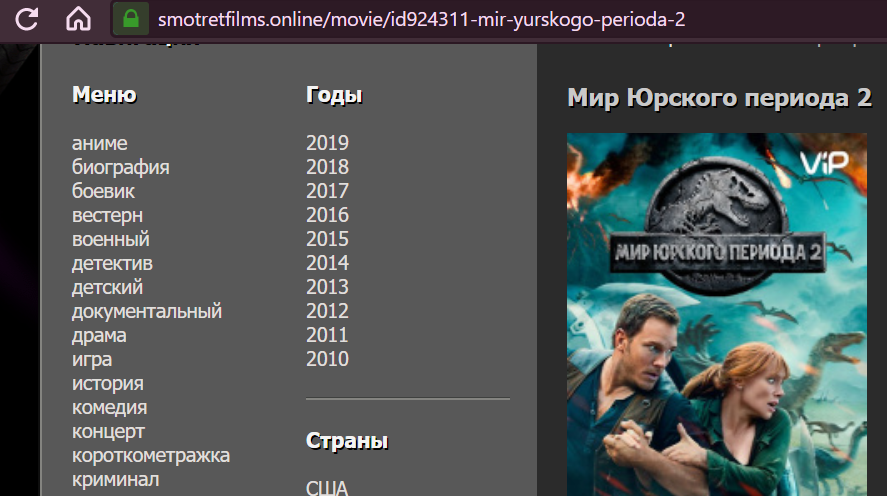 smotretfilms.online/movie/id924311-mir-yurskogo-perioda-2
Меню
аниме
биография
боевик
вестерн
военный
детектив
детский
документальный
драма
игра
история
комедия
концерт
короткометражка
криминал
Годы
2019
2018
2017
2016
2015
2014
2013
2012
2011
2010
Страны
США
Мир Юрского периода 2
ViP
МИР ЮРСКОГО ПЕРИОДА 2